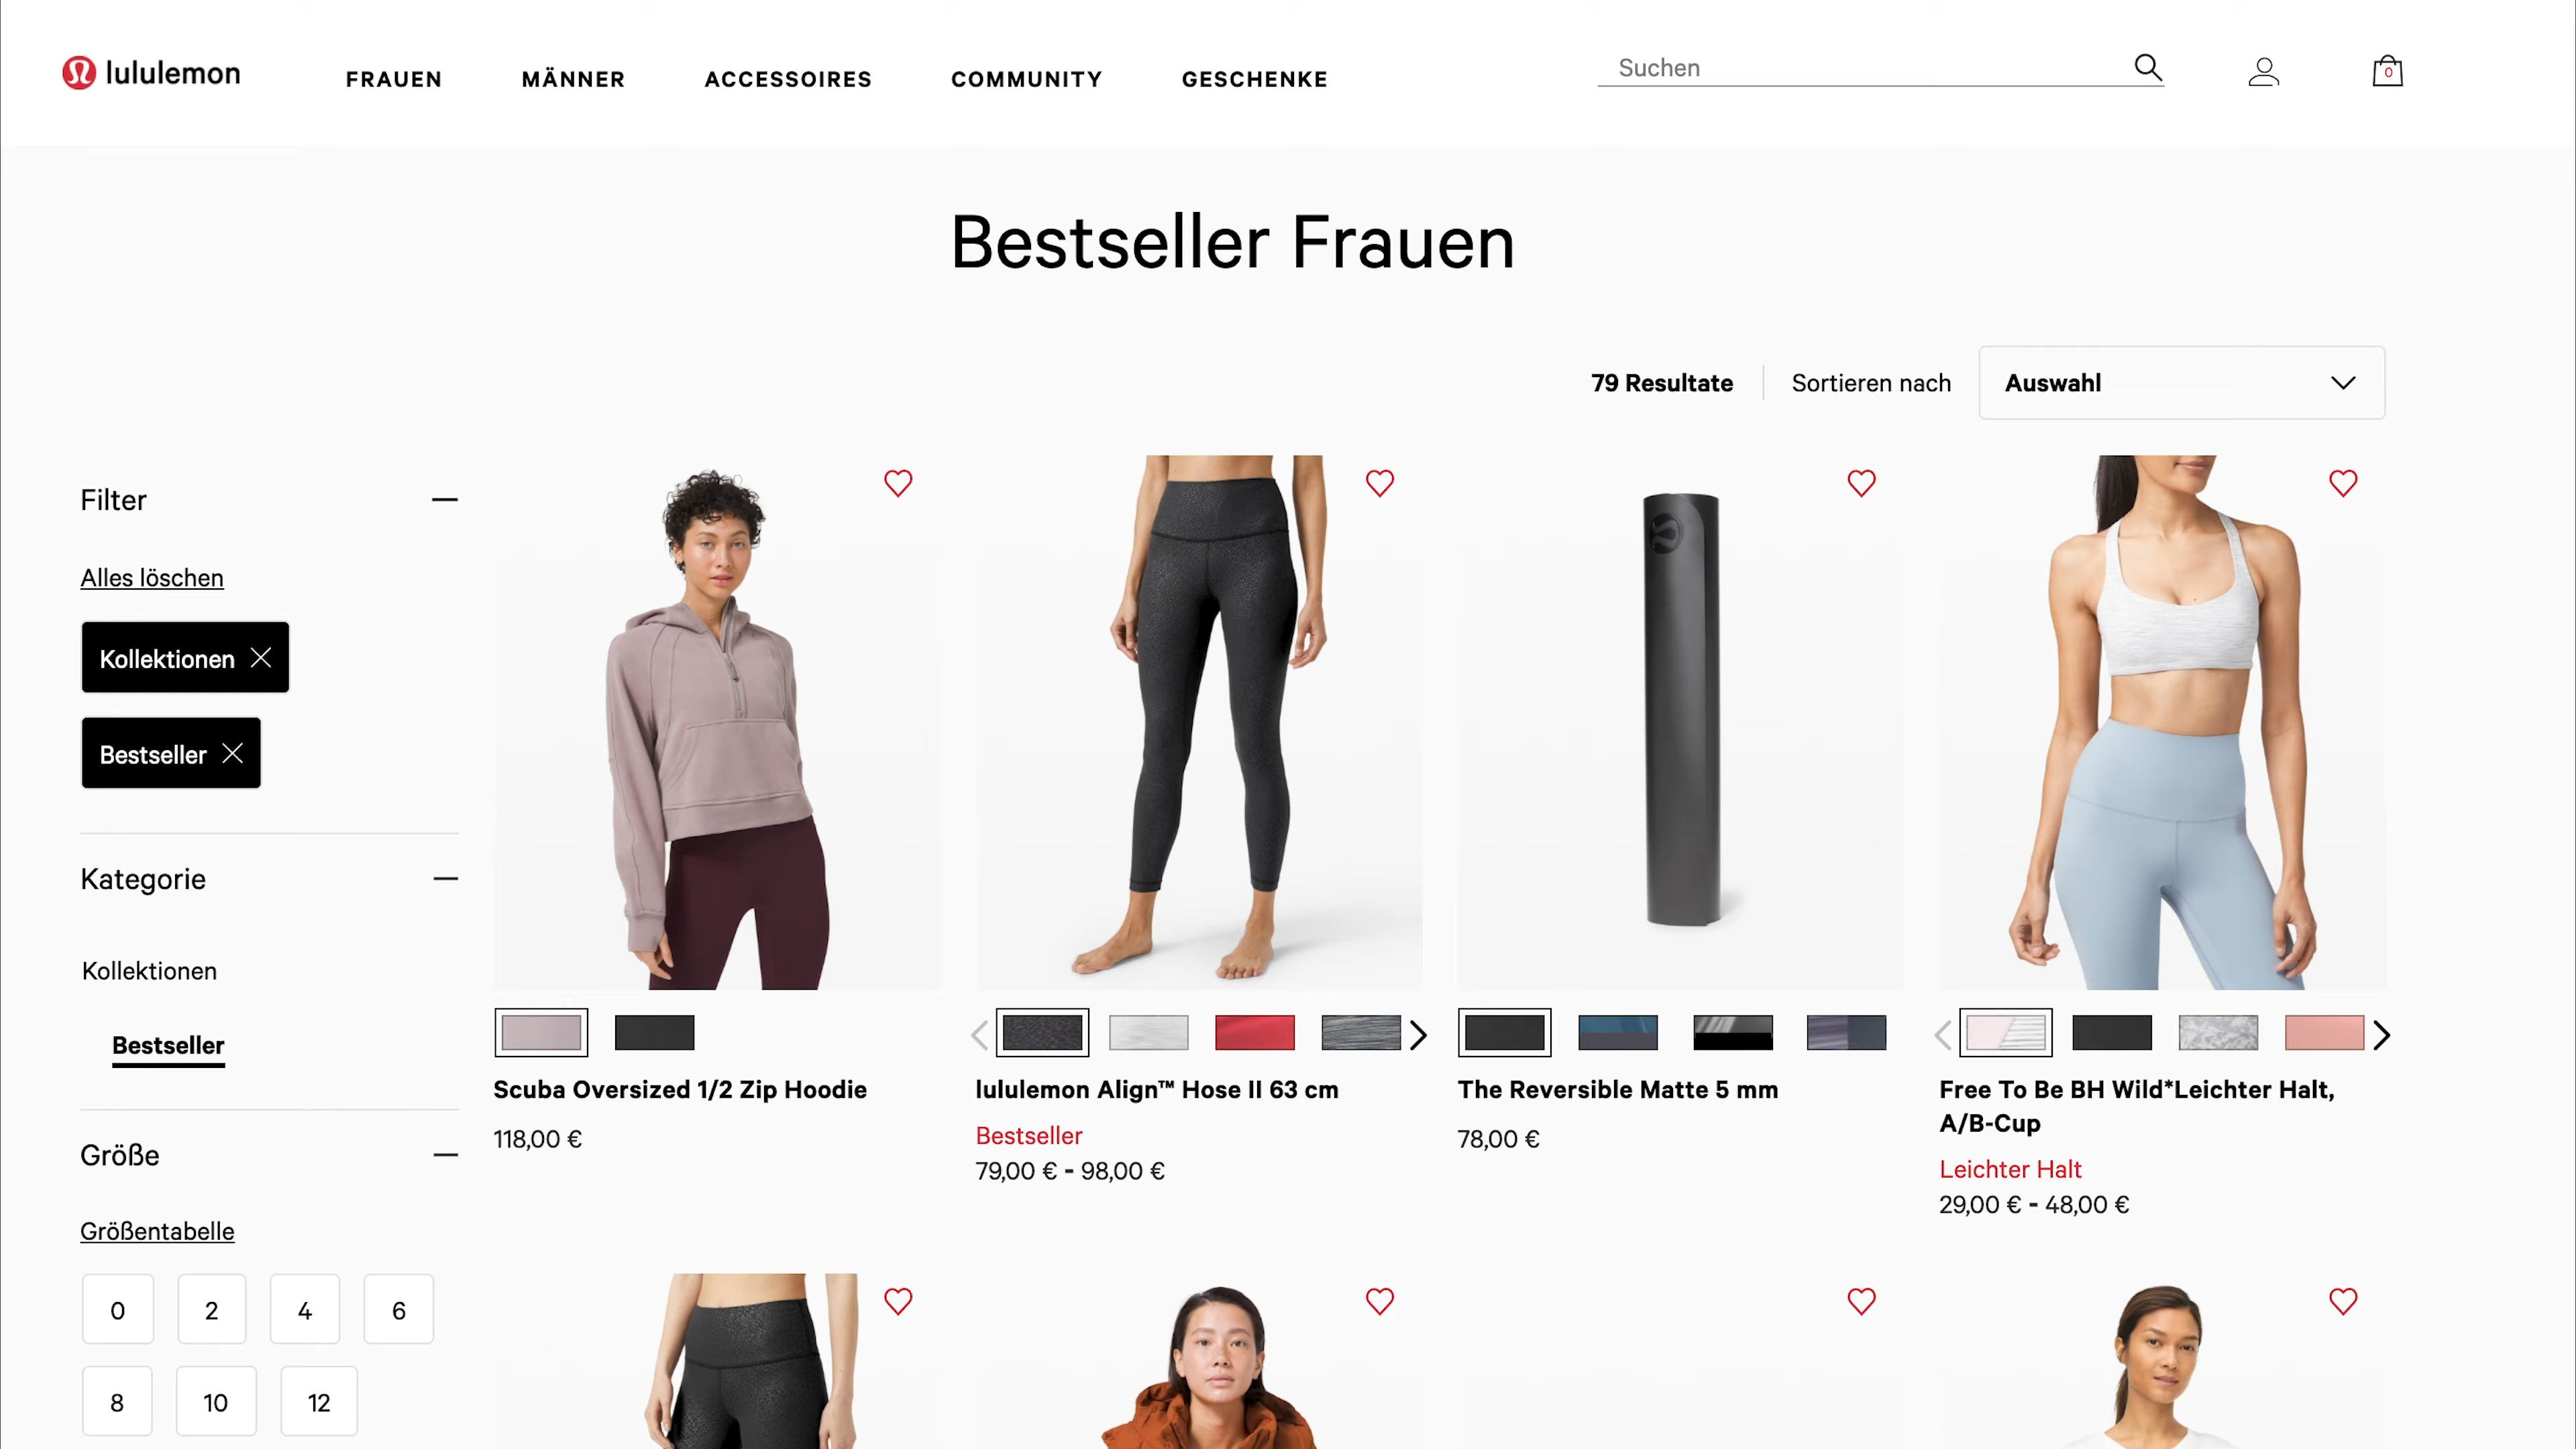 lululemon
FRAUEN
MÄNNER
ACCESSOIRES
COMMUNITY
GESCHENKE
Suchen
0
Bestseller Frauen
79 Resultate
Sortieren nach
Auswahl
Filter
Alles löschen
Kollektionen
Bestseller
Kategorie
Kollektionen
Bestseller
Größe
Größentabelle
0
2
4
6
8
10
12
Scuba Oversized 1/2 Zip Hoodie
118,00 €
lululemon Align™ Hose II 63 cm
Bestseller
79,00 € - 98,00 €
The Reversible Matte 5 mm
78,00 €
Free To Be BH Wild*Leichter Halt,
A/B-Cup
Leichter Halt
29,00 € - 48,00 €